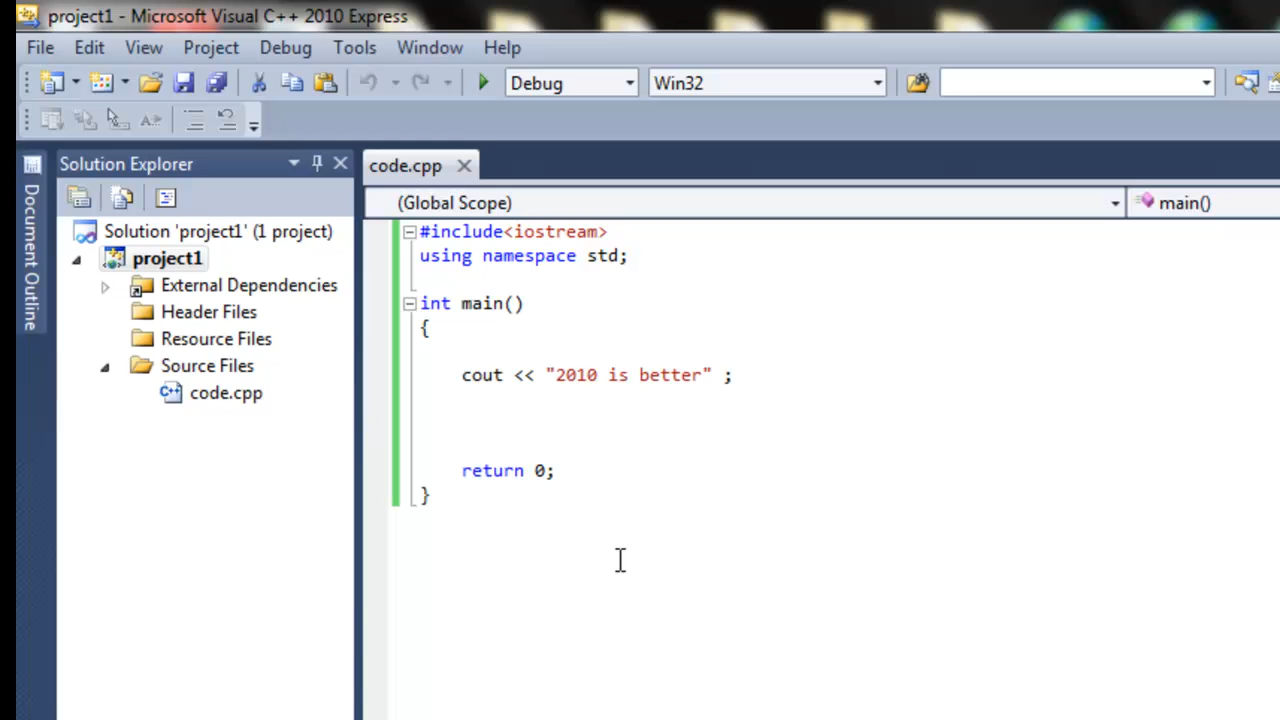 project1 - Microsoft Visual C++ 2010 Express
File Edit View Project Debug Tools Window Help
Debug Win32
Document Outline
Solution Explorer
Solution 'project1' (1 project)
project1
External Dependencies
Header Files
Resource Files
Source Files
code.cpp
code.cpp
(Global Scope) main()
#include<iostream>
using namespace std;
int main()
{
cout << "2010 is better" ;
return 0;
}